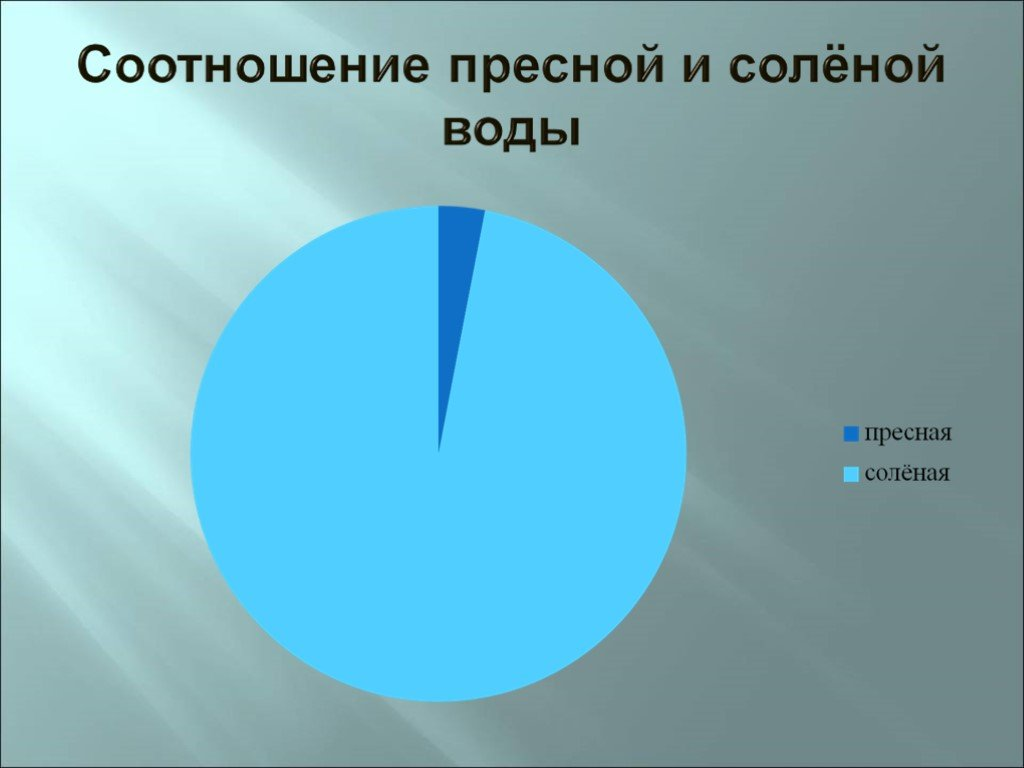 Соотношение пресной и солёной
воды
пресная
солёная